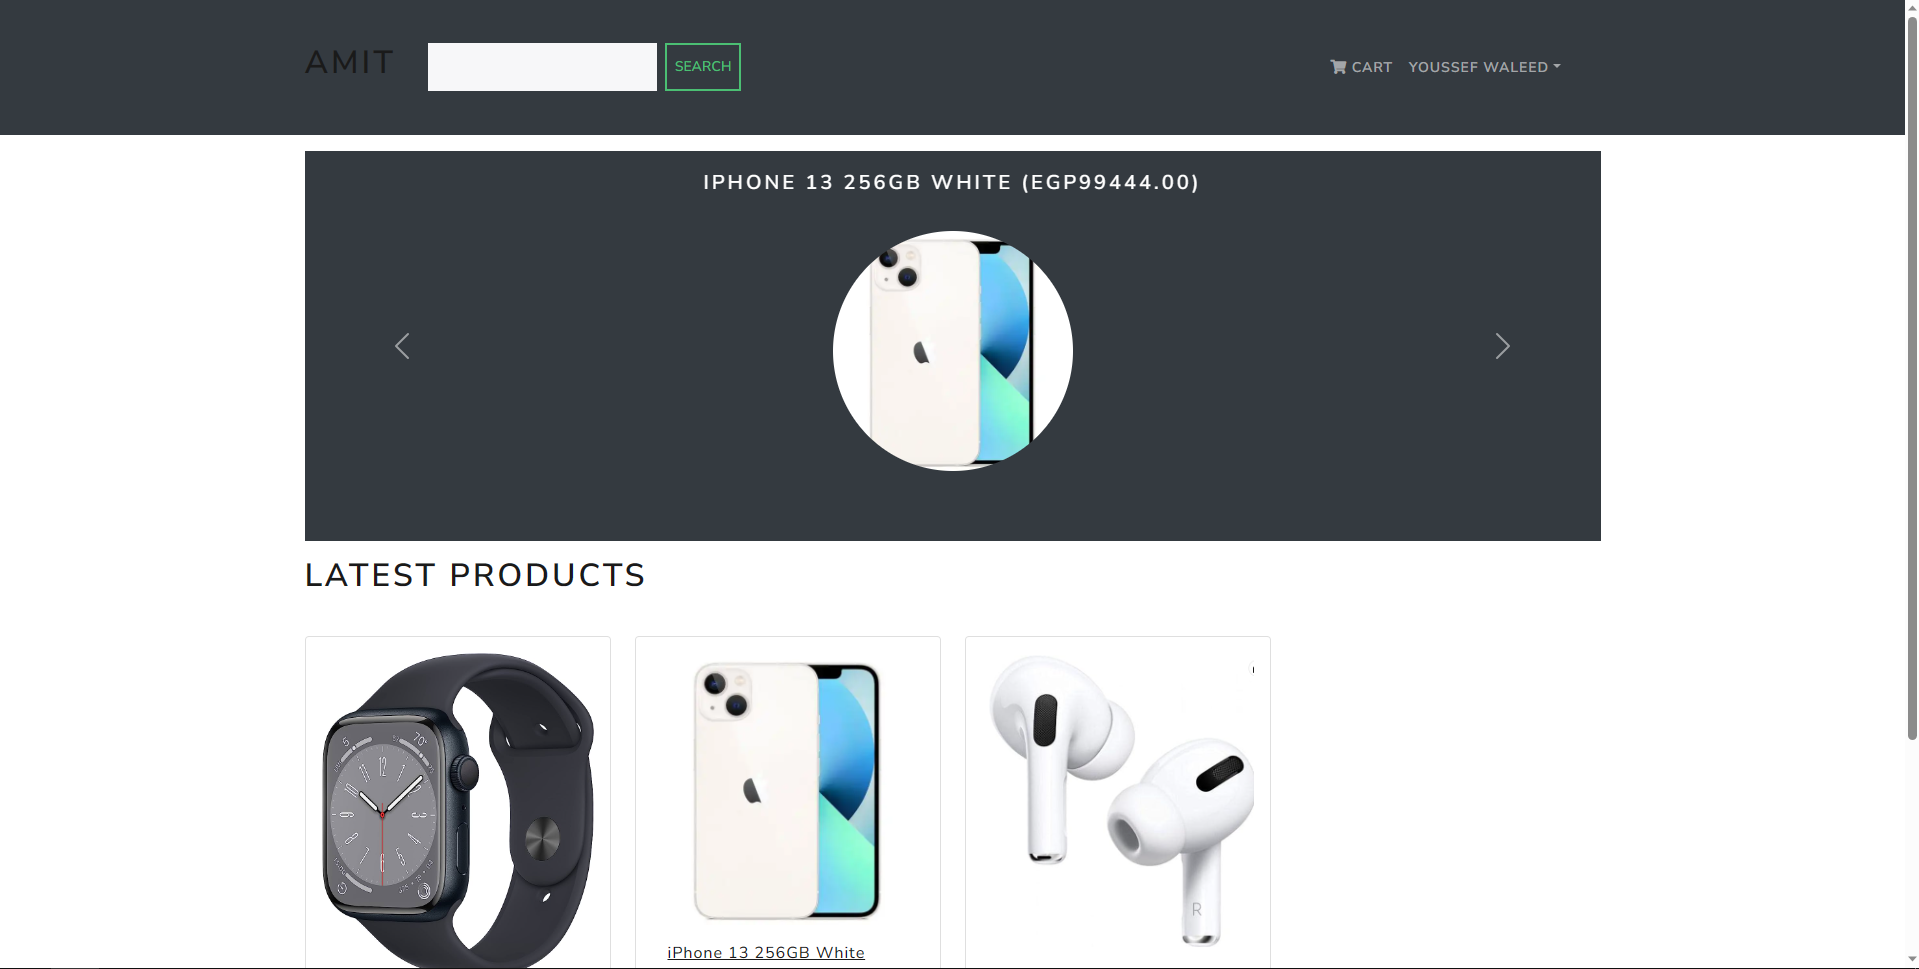 AMIT
SEARCH
CART
YOUSSEF WALEED
IPHONE 13 256GB WHITE (EGP99444.00)
LATEST PRODUCTS
iPhone 13 256GB White
R